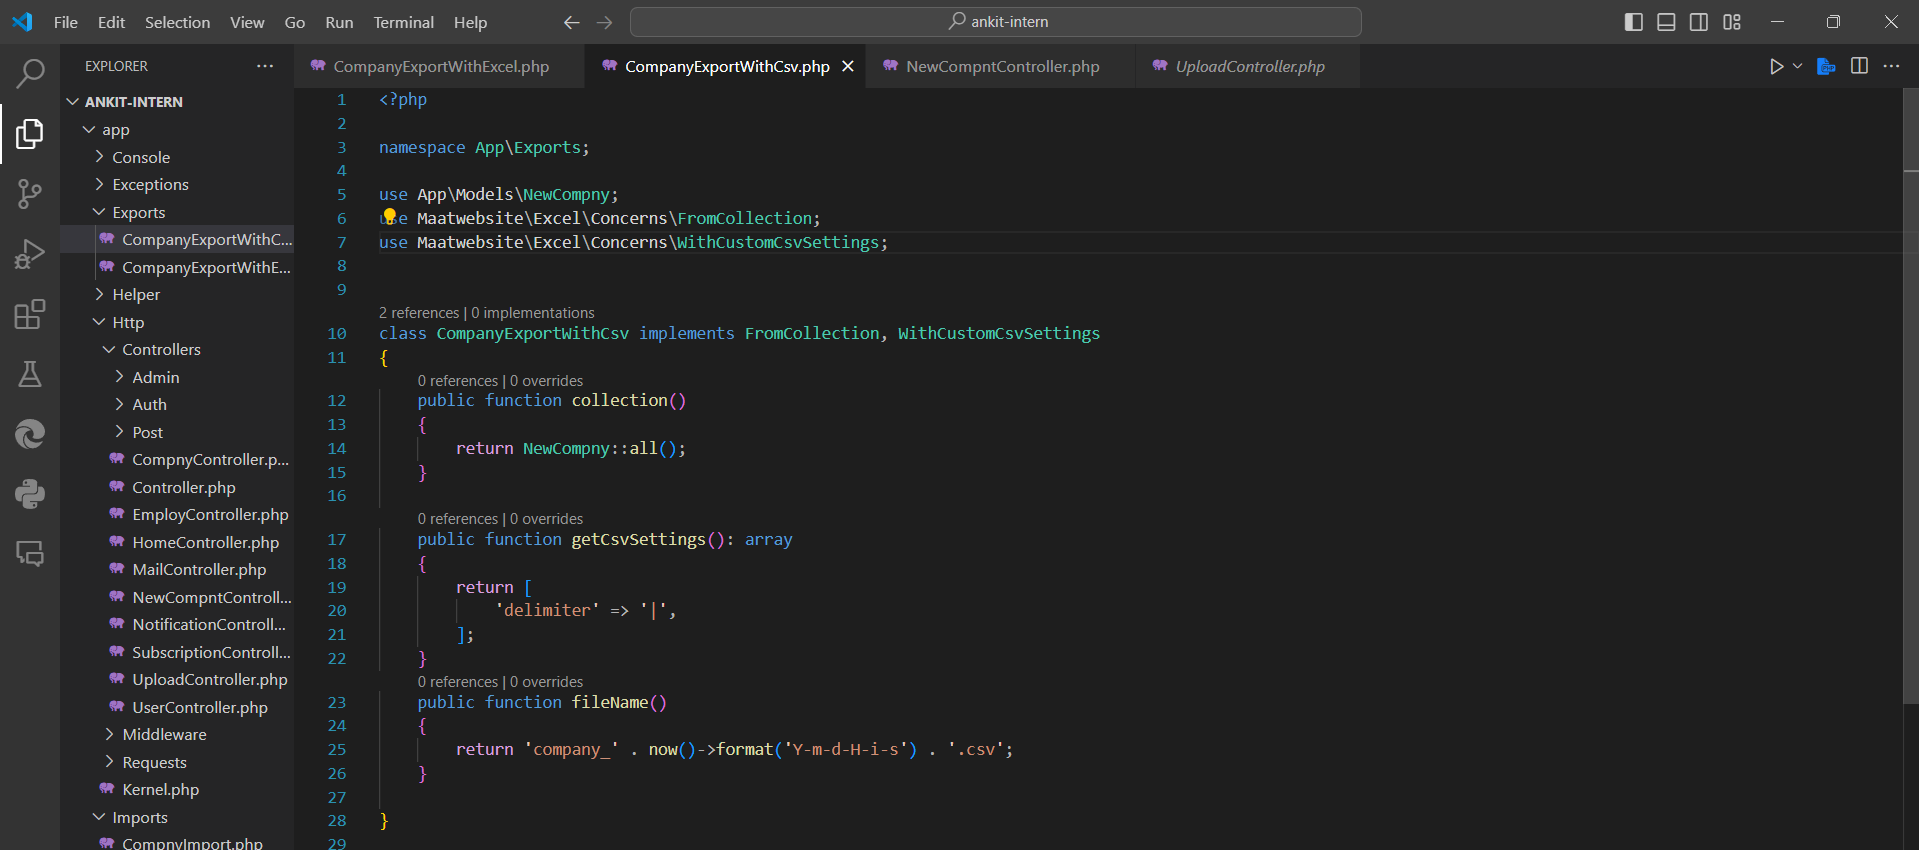 File Edit Selection View Go Run Terminal Help
ankit-intern
EXPLORER
ANKIT-INTERN
app
Console
Exceptions
Exports
CompanyExportWithC...
CompanyExportWithE...
Helper
Http
Controllers
Admin
Auth
Post
CompnyController.p...
Controller.php
EmployController.php
HomeController.php
MailController.php
NewCompntControll...
NotificationControll...
SubscriptionControll...
UploadController.php
UserController.php
Middleware
Requests
Kernel.php
Imports
CompnyImport.php
CompanyExportWithExcel.php CompanyExportWithCsv.php NewCompntController.php UploadController.php
1 <?php
2
3 namespace App\Exports;
4
5 use App\Models\NewCompny;
6 use Maatwebsite\Excel\Concerns\FromCollection;
7 use Maatwebsite\Excel\Concerns\WithCustomCsvSettings;
8
9
2 references | 0 implementations
10 class CompanyExportWithCsv implements FromCollection, WithCustomCsvSettings
11 {
0 references | 0 overrides
12 public function collection()
13 {
14 return NewCompny::all();
15 }
16
0 references | 0 overrides
17 public function getCsvSettings(): array
18 {
19 return [
20 'delimiter' => '|',
21 ];
22 }
0 references | 0 overrides
23 public function fileName()
24 {
25 return 'company_' . now()->format('Y-m-d-H-i-s') . '.csv';
26 }
27
28 }
29